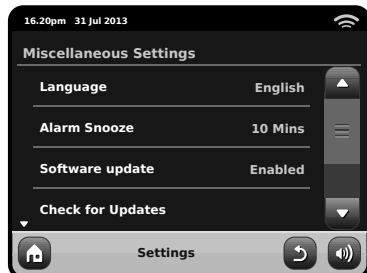 16.20pm 31 Jul 2013
Miscellaneous Settings
Language English
Alarm Snooze 10 Mins
Software update Enabled
Check for Updates
Settings